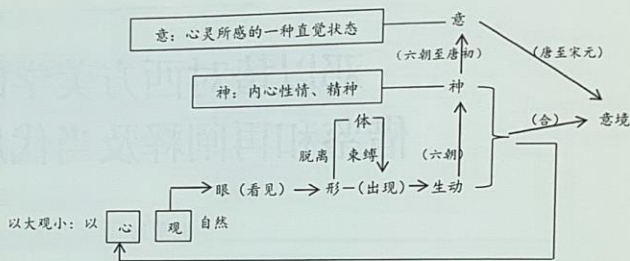 意：心灵所感的一种直觉状态
意
（六朝至唐初）
（唐至宋元）
神：内心性情、精神
神
（合）
意境
体
脱离
束缚
（六朝）
眼（看见）
形一（出现）
生动
以大观小：以 心 观 自然